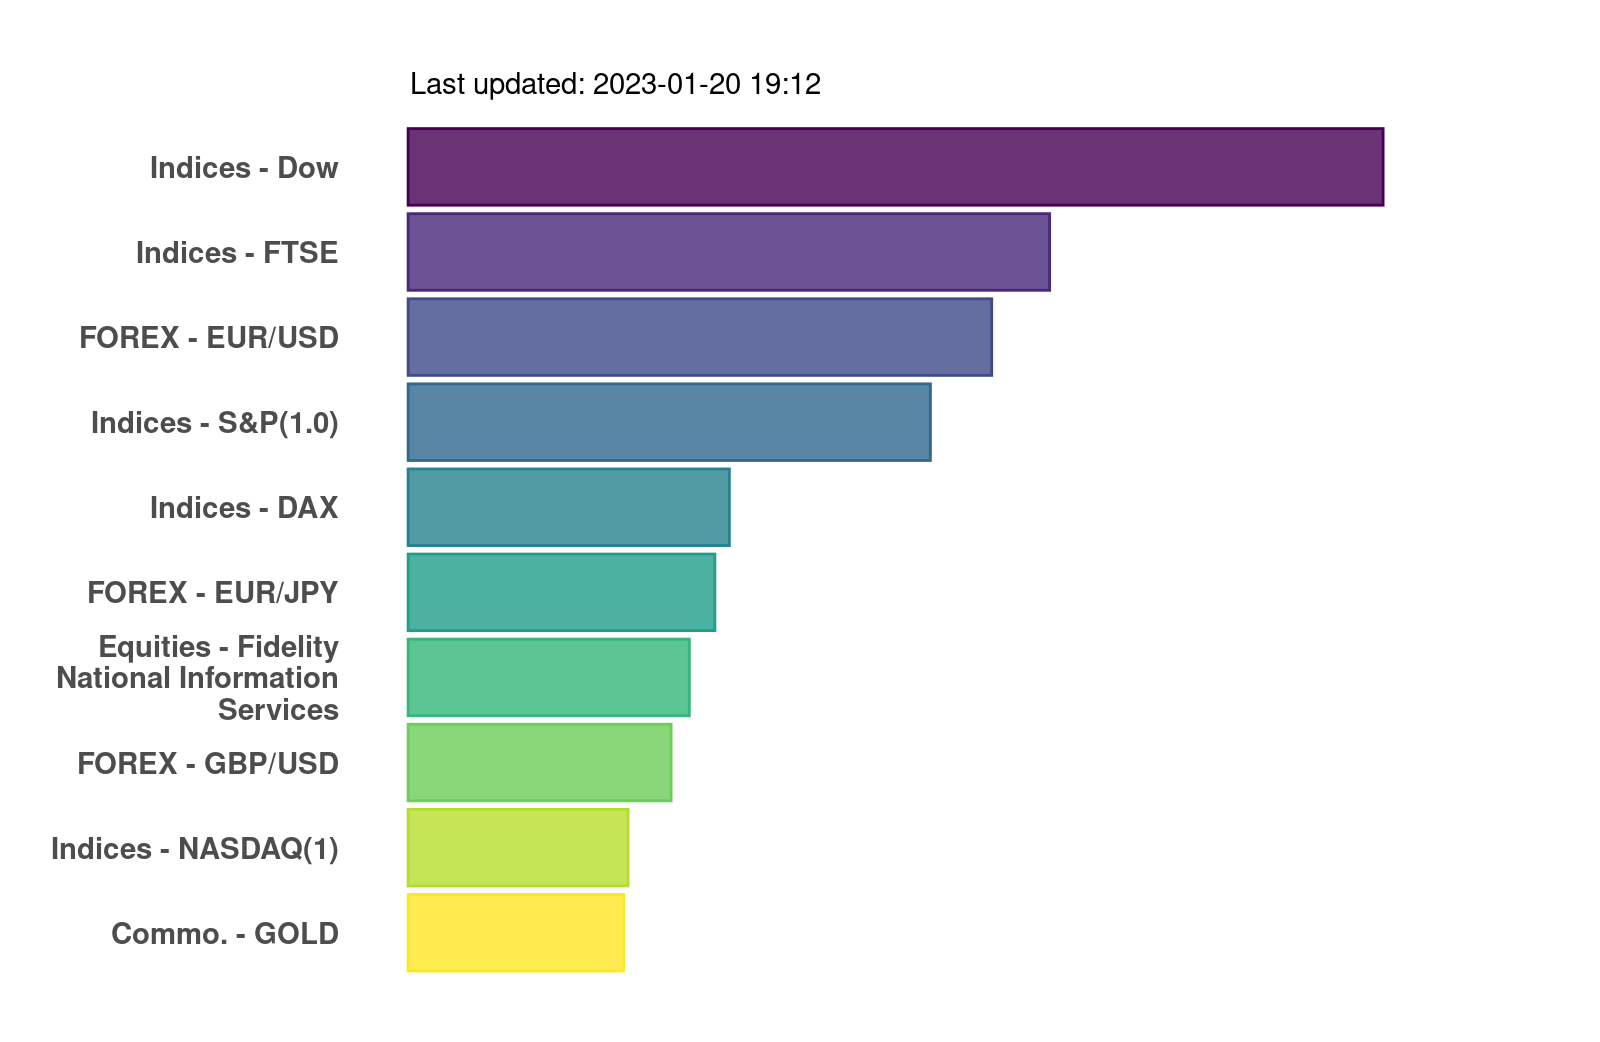 Last updated: 2023-01-20 19:12
Indices - Dow
Indices - FTSE
FOREX - EUR/USD
Indices - S&P(1.0)
Indices - DAX
FOREX - EUR/JPY
Equities - Fidelity
National Information
Services
FOREX - GBP/USD
Indices - NASDAQ(1)
Commo. - GOLD